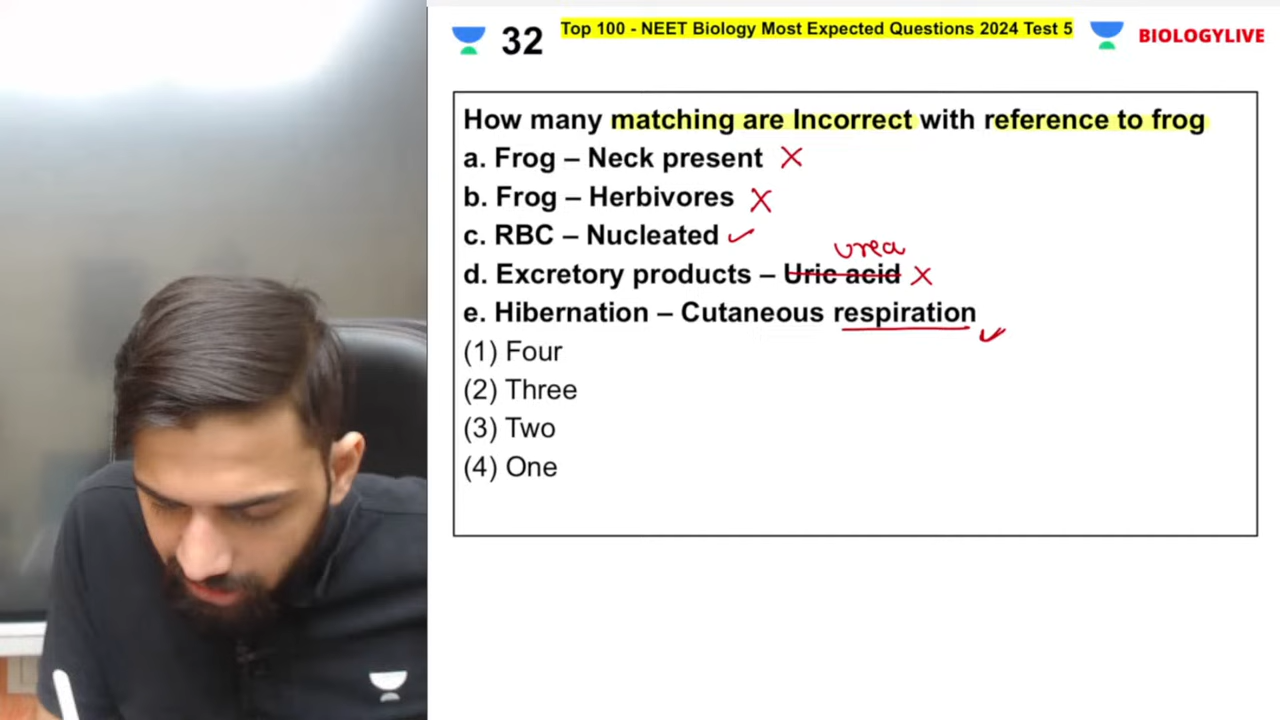 32
Top 100 - NEET Biology Most Expected Questions 2024 Test 5
BIOLOGYLIVE
How many matching are Incorrect with reference to frog
a. Frog – Neck present ✗
b. Frog – Herbivores ✗
c. RBC – Nucleated ✓
urea
d. Excretory products – Uric acid ✗
e. Hibernation – Cutaneous respiration ✓
(1) Four
(2) Three
(3) Two
(4) One